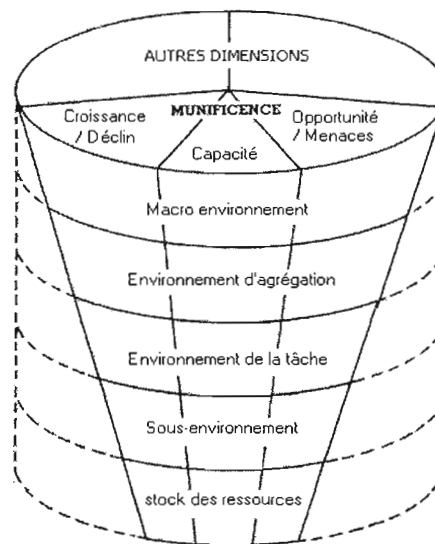 AUTRES DIMENSIONS
Croissance
/ Déclin
MUNIFICENCE
Opportunité
/ Menaces
Capacité
Macro environnement
Environnement d'agrégation
Environnement de la tâche
Sous-environnement
stock des ressources